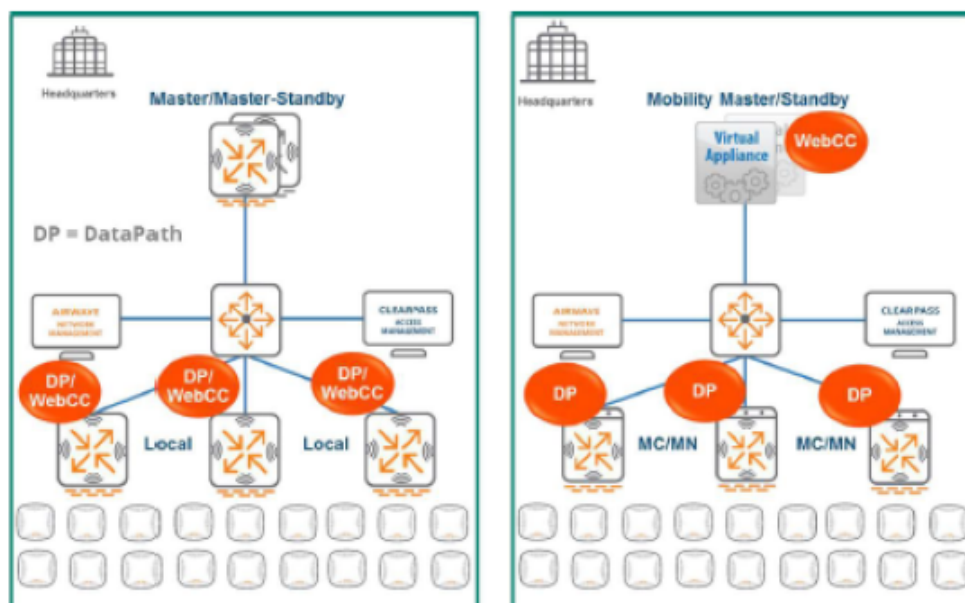 Headquarters
Master/Master-Standby
DP = DataPath
AIRWAVE
NETWORK
MANAGEMENT
CLEARPASS
ACCESS
MANAGEMENT
DP/
WebCC
DP/
WebCC
DP/
WebCC
Local
Local
Headquarters
Mobility Master/Standby
Virtual
Appliance
WebCC
AIRWAVE
NETWORK
MANAGEMENT
CLEARPASS
ACCESS
MANAGEMENT
DP
DP
DP
MC/MN
MC/MN